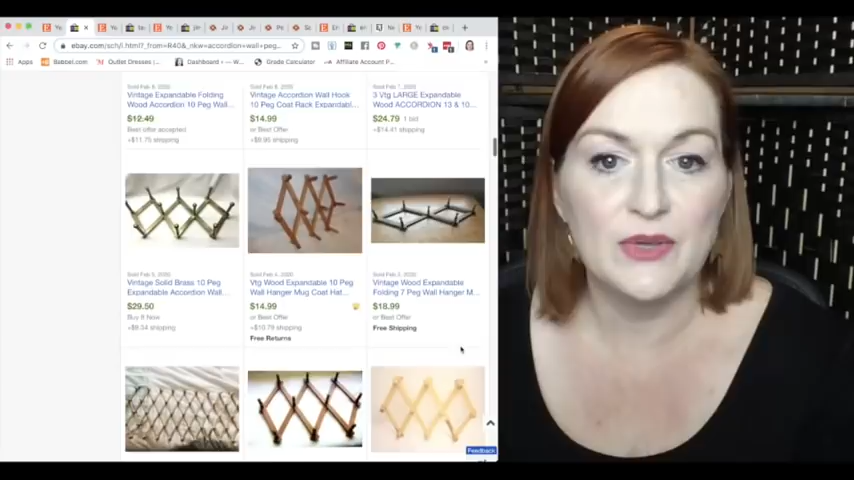 ebay.com/sch/i.html?_from=R40&_nkw=accordion+wall+peg...
Apps
Babbel.com
Outlet Dresses |...
Dashboard ‹ — W...
Grade Calculator
Affiliate Account P...
Sold Feb 8, 2020
Sold Feb 7, 2020
Vintage Expandable Folding
Wood Accordion 10 Peg Wall...
$12.49
Best offer accepted
+$11.75 shipping
Vintage Accordion Wall Hook
10 Peg Coat Rack Expandabl...
$14.99
or Best Offer
3 Vtg LARGE Expandable
Wood ACCORDION 13 & 10...
$24.79 1 bid
+$14.41 shipping
Sold Feb 5, 2020
Vintage Solid Brass 10 Peg
Expandable Accordion Wall...
$29.50
Buy It Now
+$9.34 shipping
Sold Feb 4, 2020
Vtg Wood Expandable 10 Peg
Wall Hanger Mug Coat Hat...
$14.99
or Best Offer
+$10.79 shipping
Free Returns
Vintage Wood Expandable
Folding 7 Peg Wall Hanger M...
$18.99
or Best Offer
Free Shipping
Feedback